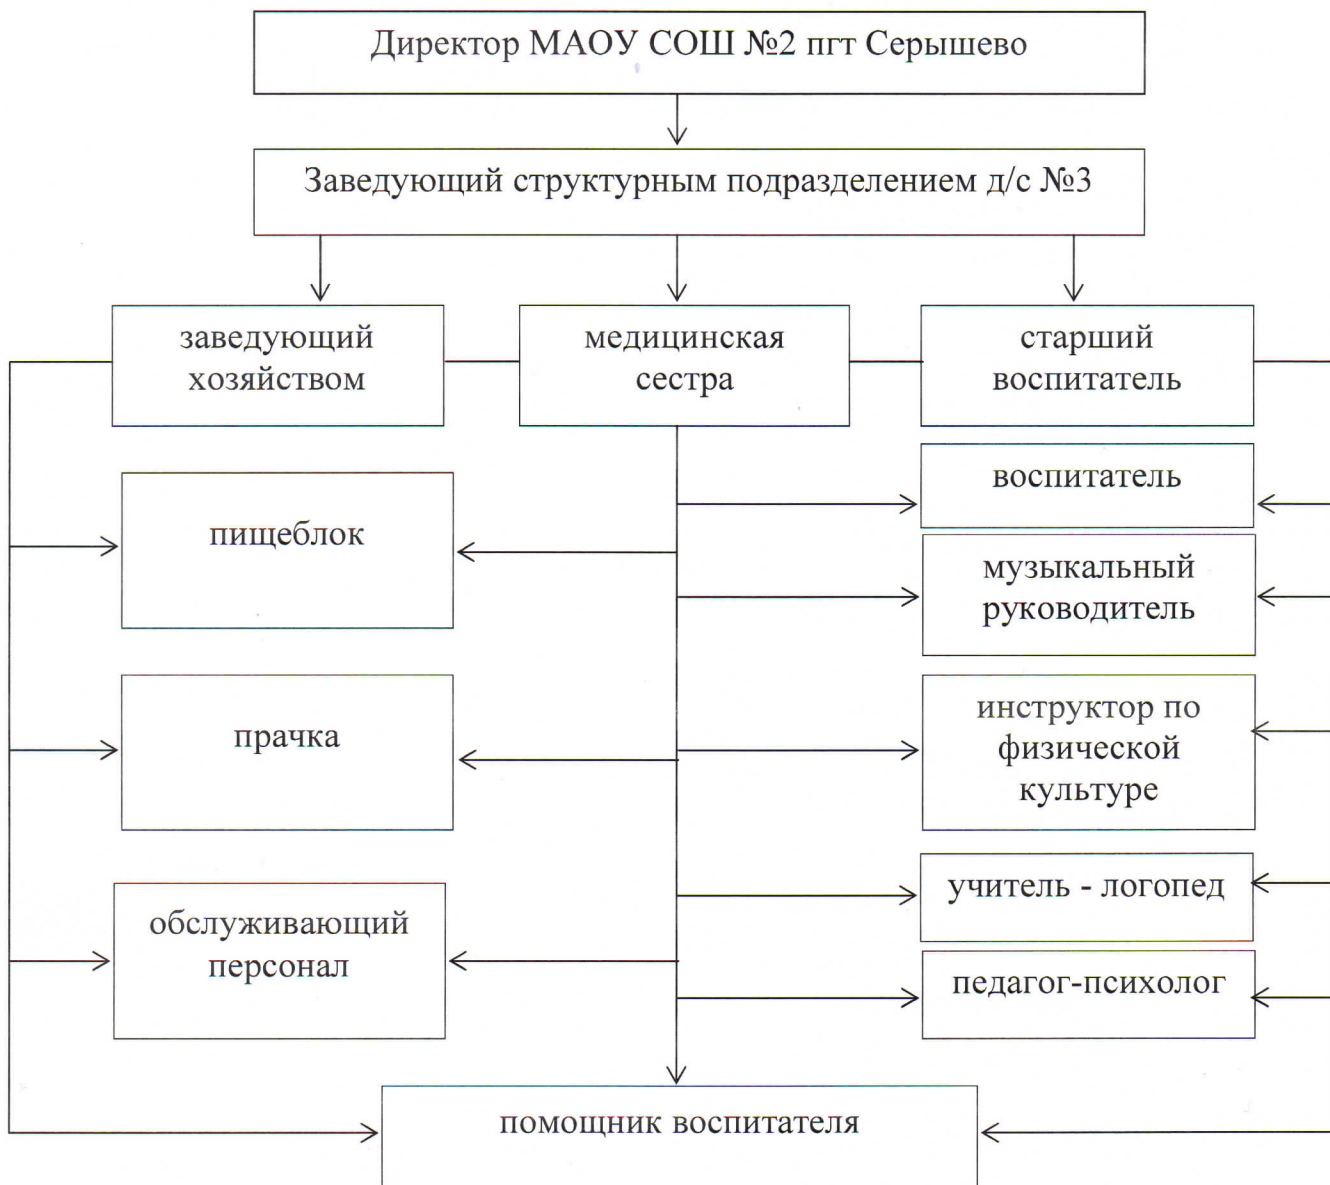 Директор МАОУ СОШ №2 пгт Серышево
Заведующий структурным подразделением д/с №3
заведующий
хозяйством
медицинская
сестра
старший
воспитатель
воспитатель
пищеблок
музыкальный
руководитель
прачка
инструктор по
физической
культуре
обслуживающий
персонал
учитель - логопед
педагог-психолог
помощник воспитателя